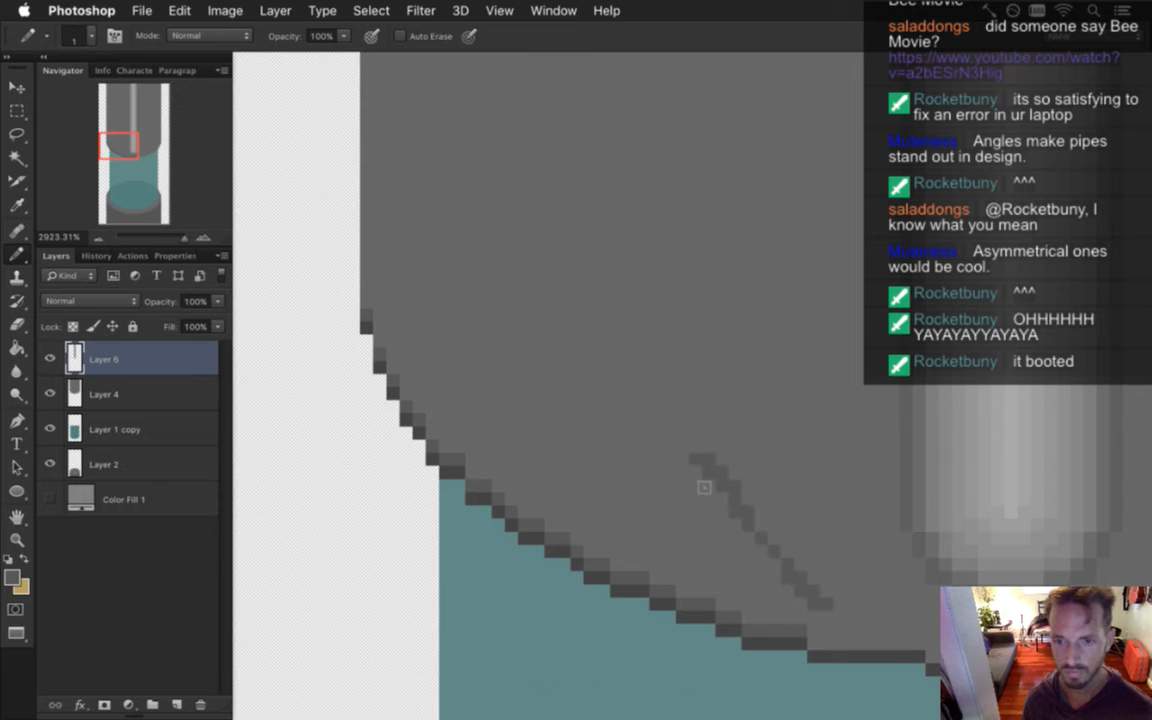 Photoshop File Edit Image Layer Type Select Filter 3D View Window Help
1 Mode: Normal Opacity: 100% Auto Erase
Navigator Info Characte Paragrap
2923.31%
Layers History Actions Properties
Kind
Normal Opacity: 100%
Lock: Fill: 100%
Layer 6
Layer 4
Layer 1 copy
Layer 2
Color Fill 1
Bee Movie
saladdongs did someone say Bee
Movie?
https://www.youtube.com/watch?
v=a2bESrN3Hig
Rocketbuny its so satisfying to
fix an error in ur laptop
Muteness Angles make pipes
stand out in design.
Rocketbuny ^^^
saladdongs @Rocketbuny, I
know what you mean
Muteness Asymmetrical ones
would be cool.
Rocketbuny ^^^
Rocketbuny OHHHHHH
YAYAYAYYAYAYA
Rocketbuny it booted